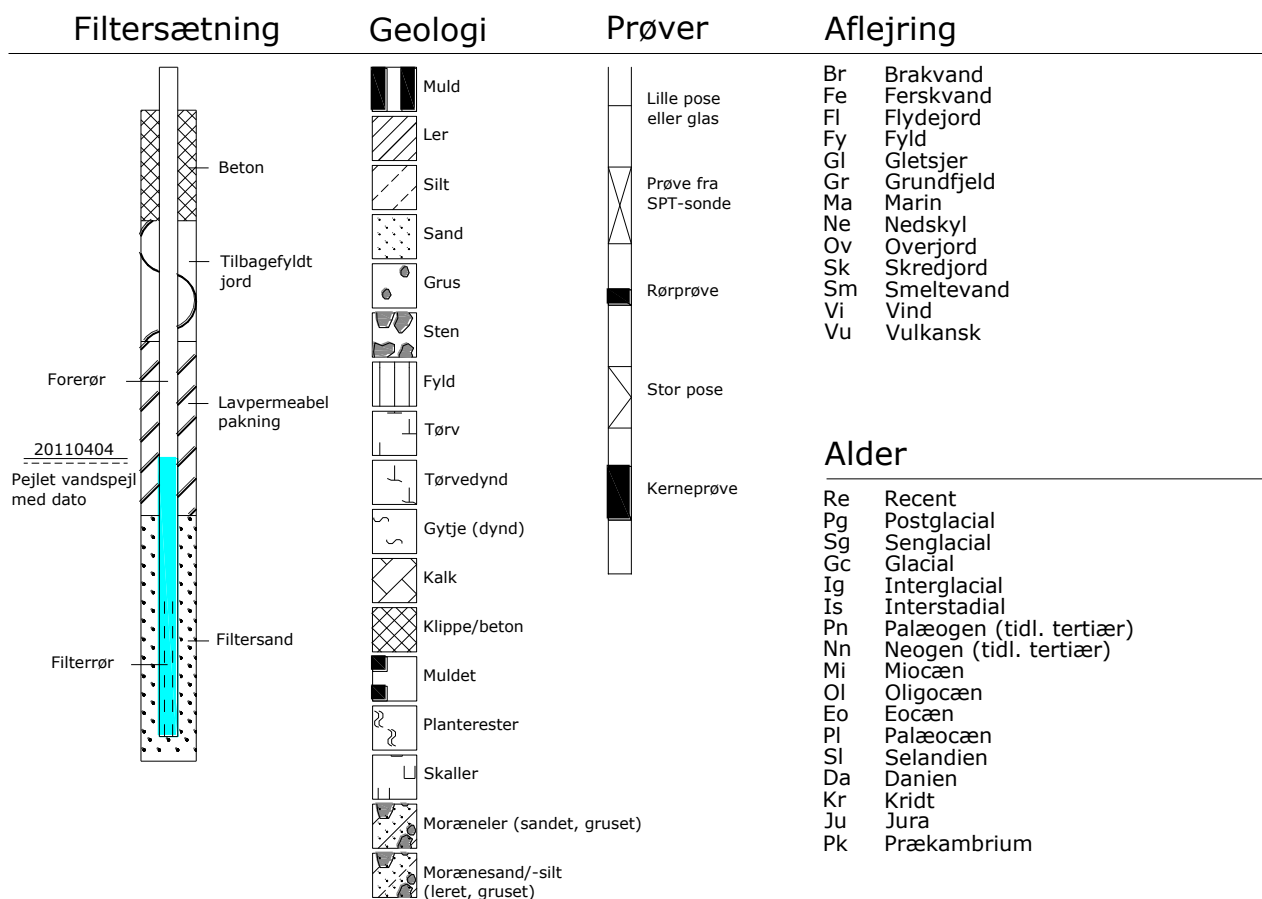 Filtersætning
Beton
Tilbagefyldt
jord
Forerør
Lavpermeabel
pakning
20110404
Pejlet vandspejl
med dato
Filtersand
Filterrør
Geologi
Muld
Ler
Silt
Sand
Grus
Sten
Fyld
Tørv
Tørvedynd
Gytje (dynd)
Kalk
Klippe/beton
Muldet
Planterester
Skaller
Moræneler (sandet, gruset)
Morænesand/-silt
(leret, gruset)
Prøver
Lille pose
eller glas
Prøve fra
SPT-sonde
Rørprøve
Stor pose
Kerneprøve
Aflejring
Br Brakvand
Fe Ferskvand
Fl Flydejord
Fy Fyld
Gl Gletsjer
Gr Grundfjeld
Ma Marin
Ne Nedskyl
Ov Overjord
Sk Skredjord
Sm Smeltevand
Vi Vind
Vu Vulkansk
Alder
Re Recent
Pg Postglacial
Sg Senglacial
Gc Glacial
Ig Interglacial
Is Interstadial
Pn Palæogen (tidl. tertiær)
Nn Neogen (tidl. tertiær)
Mi Miocæn
Ol Oligocæn
Eo Eocæn
Pl Palæocæn
Sl Selandien
Da Danien
Kr Kridt
Ju Jura
Pk Prækambrium